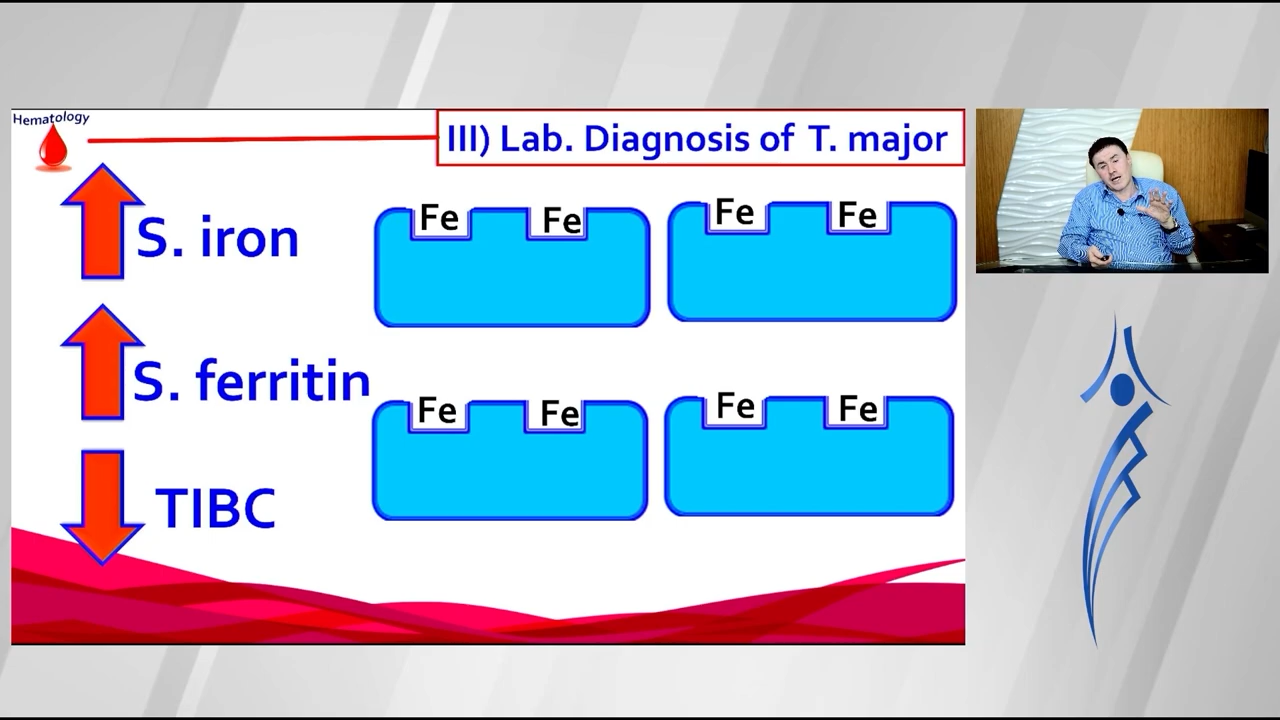 Hematology
III) Lab. Diagnosis of T. major
S. iron
Fe Fe Fe Fe
S. ferritin
Fe Fe Fe Fe
TIBC